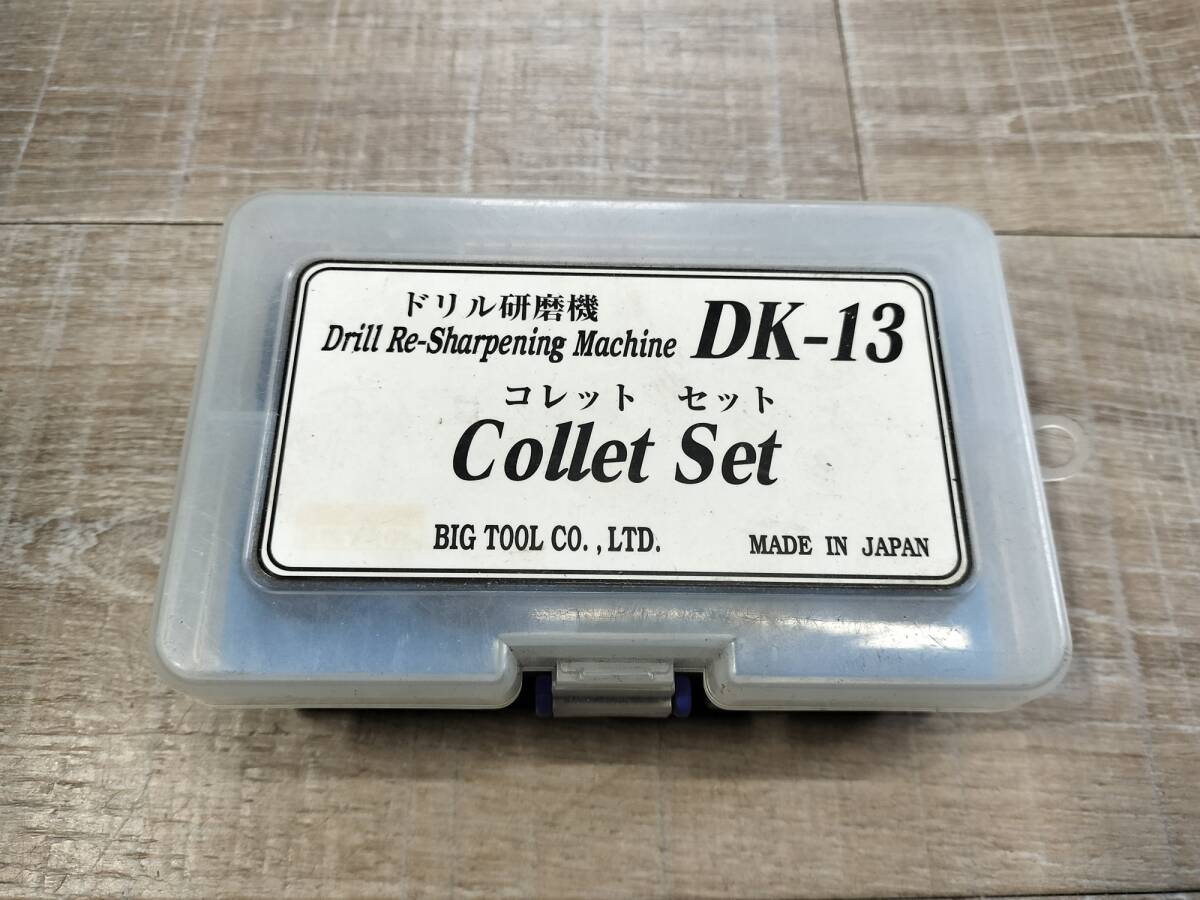 ドリル研磨機
Drill Re-Sharpening Machine DK-13
コレット セット
Collet Set
BIG TOOL CO.,LTD. MADE IN JAPAN